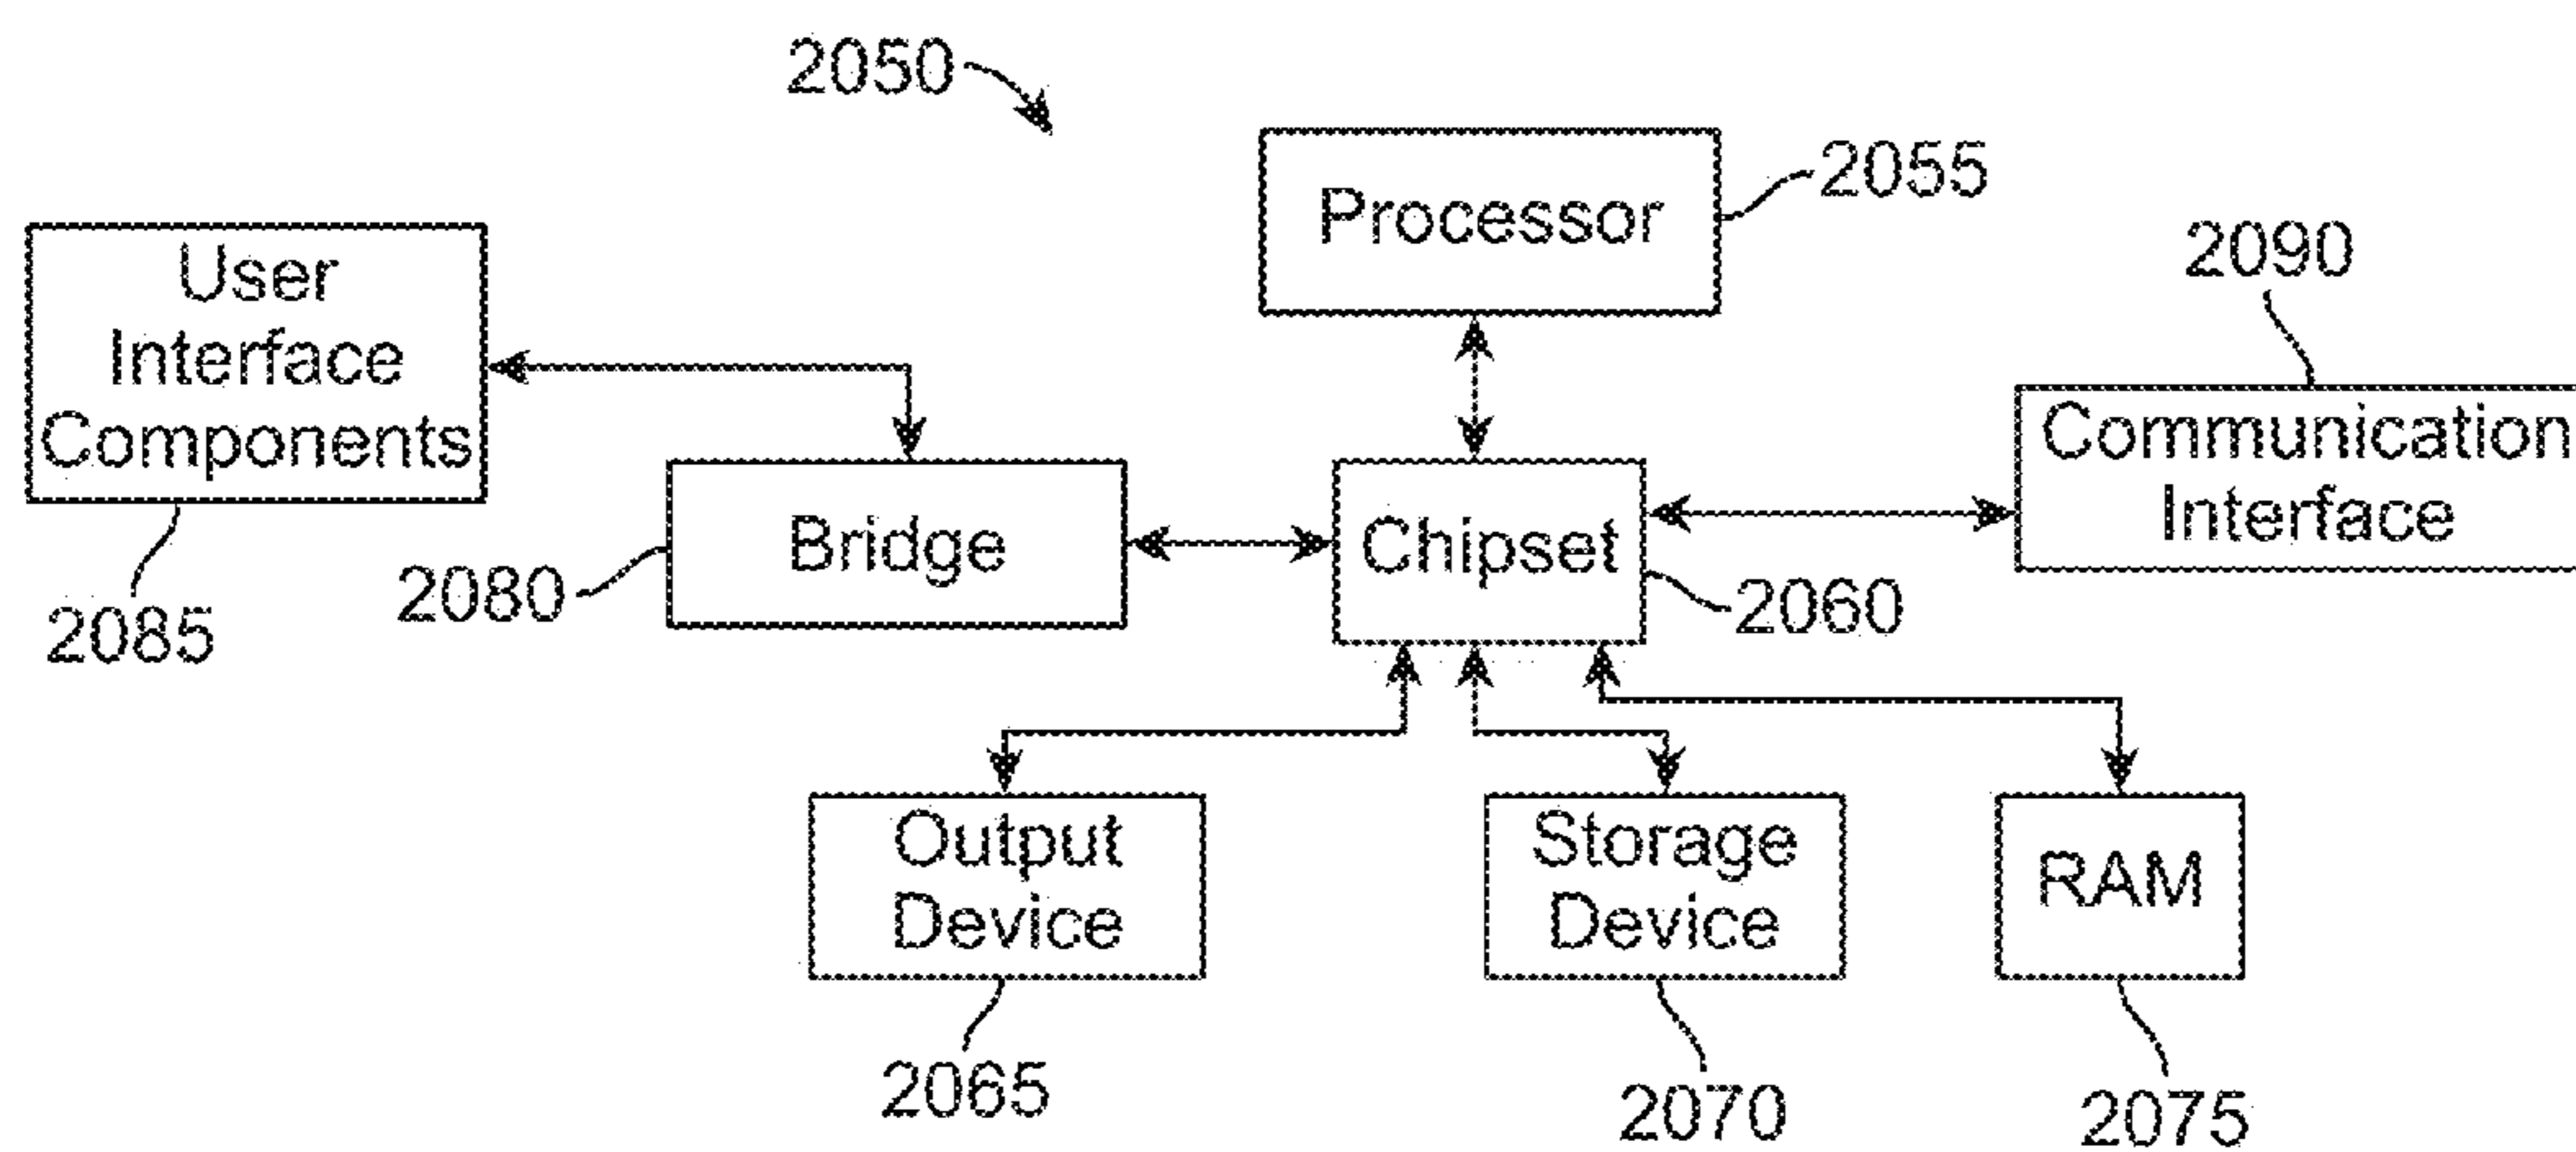 2050
Processor
2055
User
Interface
Components
2085
2090
Communication
Interface
Bridge
2080
Chipset
2060
Output
Device
2065
Storage
Device
2070
RAM
2075